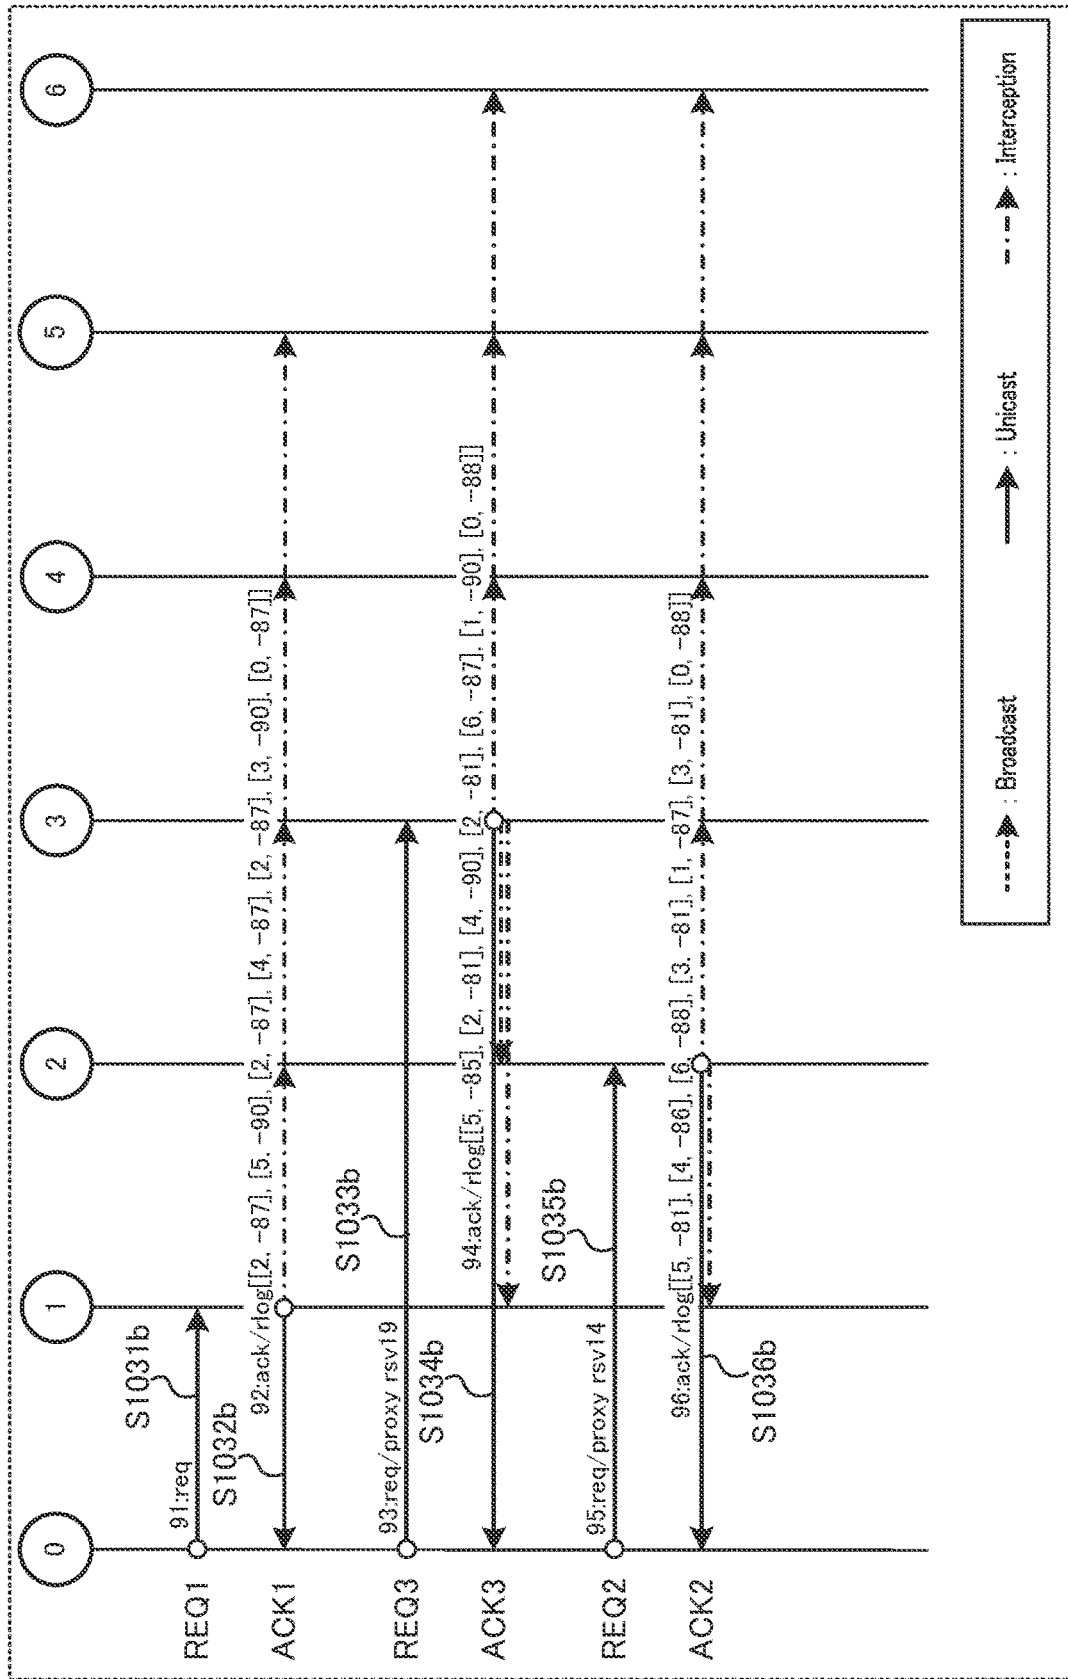 0
1
2
3
4
5
6
REQ1
91:req
S1031b
ACK1
S1032b
92:ack/rlog[[2, -87], [5, -90], [2, -87], [4, -87], [2, -87], [3, -90], [0, -87]]
REQ3
93:req/proxy rsv19
S1033b
ACK3
S1034b
94:ack/rlog[[5, -85], [2, -81], [4, -90], [2, -81], [6, -87], [1, -90], [0, -88]]
REQ2
95:req/proxy rsv14
S1035b
ACK2
96:ack/rlog[[5, -81], [4, -86], [6, -88], [3, -81], [1, -87], [3, -81], [0, -88]]
S1036b
: Broadcast
: Unicast
: Interception